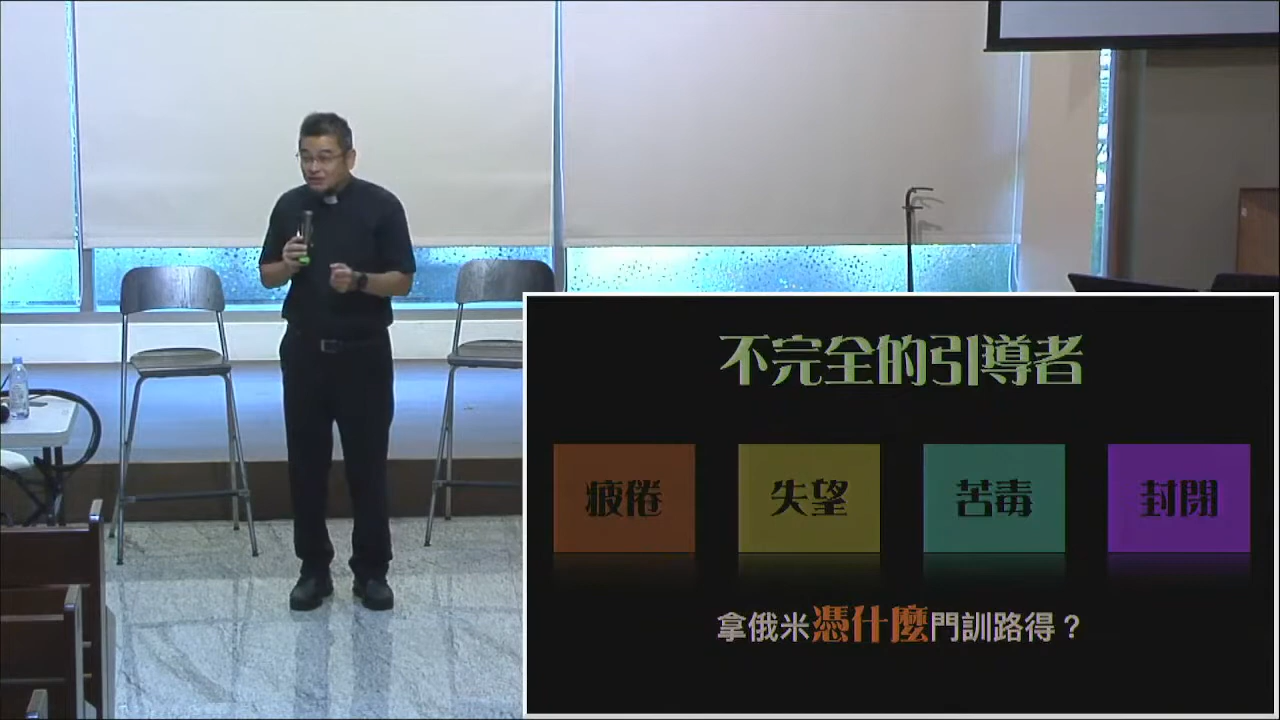 不完全的引導者
疲倦 失望 苦毒 封閉
拿俄米憑什麼門訓路得？